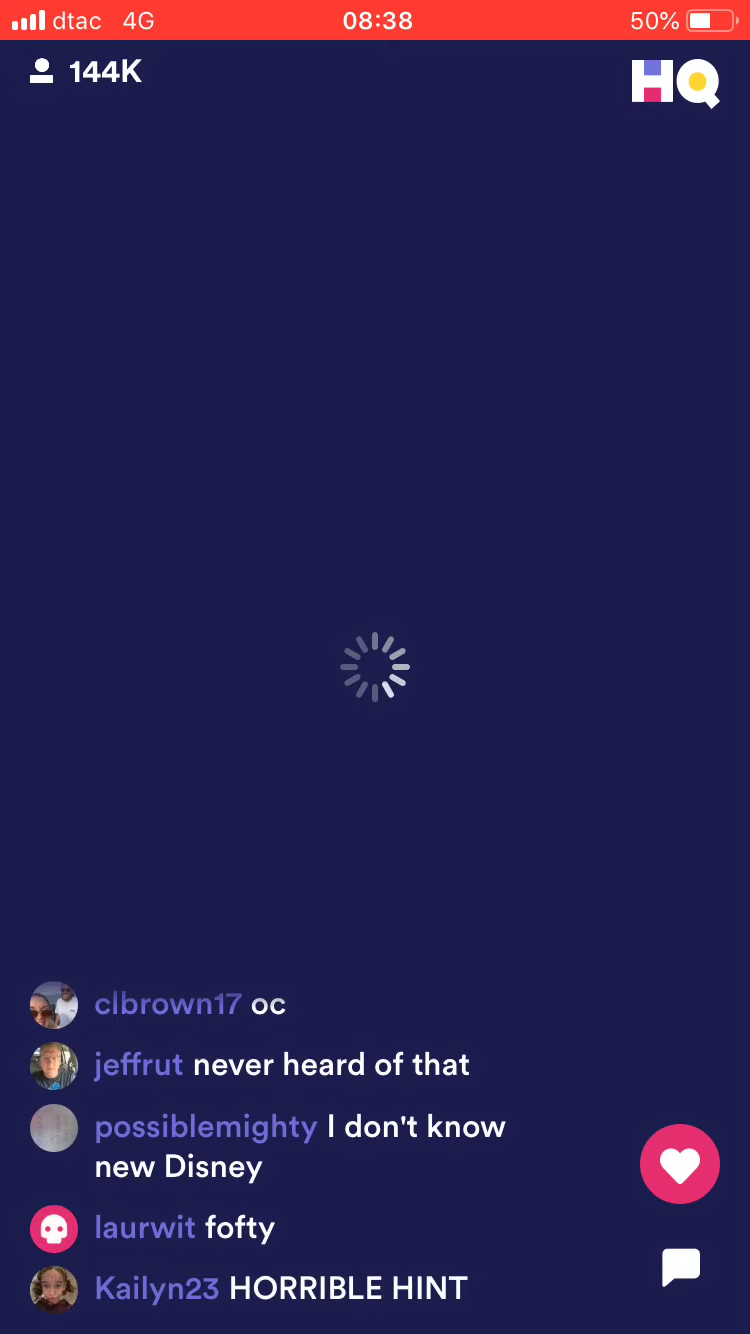 dtac 4G 08:38 50%
144K HQ
clbrown17 oc
jeffrut never heard of that
possiblemighty I don't know
new Disney
laurwit fofty
Kailyn23 HORRIBLE HINT